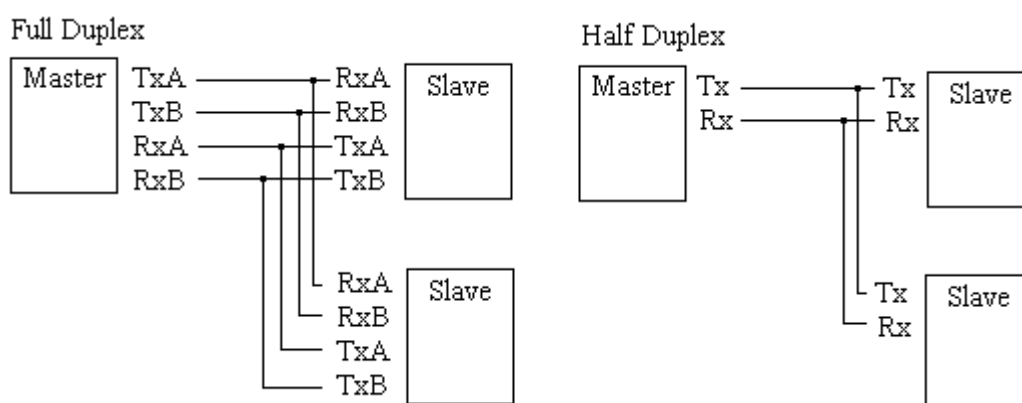 Full Duplex
Master
TxA
RxA
Slave
TxB
RxB
RxA
TxA
RxB
TxB
RxA
Slave
RxB
TxA
TxB
Half Duplex
Master
Tx
Tx
Slave
Rx
Rx
Tx
Slave
Rx